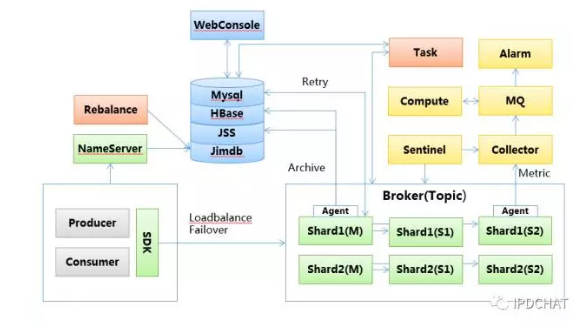 WebConsole
Task
Alarm
Retry
Mysql
HBase
JSS
Jimdb
Rebalance
Compute
MQ
NameServer
Sentinel
Collector
Archive
Metric
Broker(Topic)
Agent
Agent
Producer
Consumer
SDK
Loadbalance
Failover
Shard1(M)
Shard1(S1)
Shard1(S2)
Shard2(M)
Shard2(S1)
Shard2(S2)
IPDCHAT